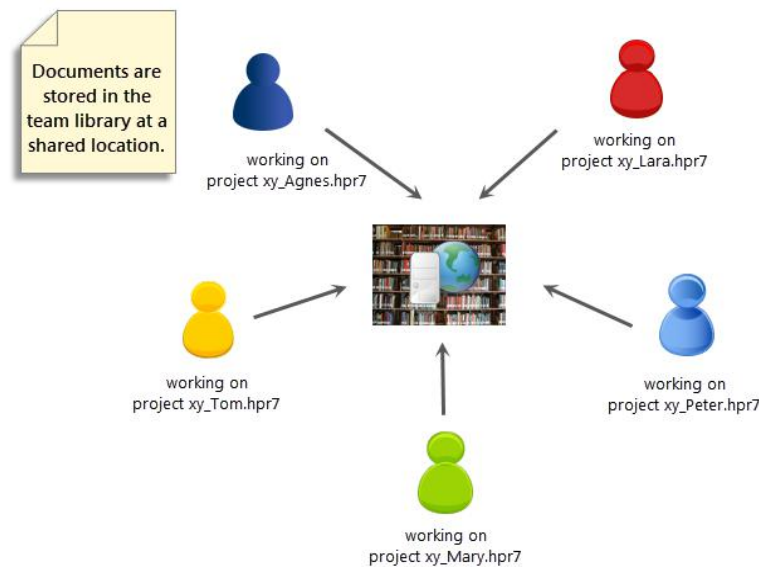 Documents are
stored in the
team library at a
shared location.
working on
project xy_Agnes.hpr7
working on
project xy_Lara.hpr7
working on
project xy_Tom.hpr7
working on
project xy_Peter.hpr7
working on
project xy_Mary.hpr7